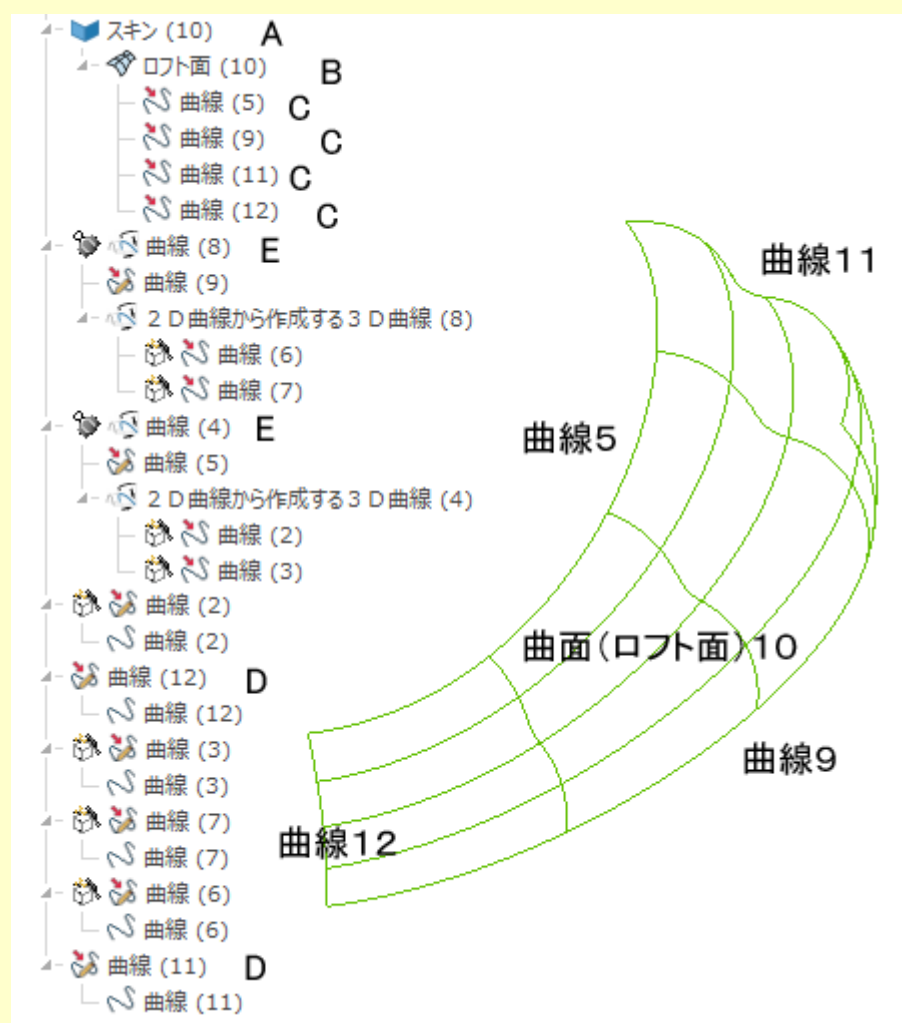 スキン (10) A
ロフト面 (10) B
曲線 (5) C
曲線 (9) C
曲線 (11) C
曲線 (12) C
曲線 (8) E
曲線 (9)
２Ｄ曲線から作成する３Ｄ曲線 (8)
曲線 (6)
曲線 (7)
曲線 (4) E
曲線 (5)
２Ｄ曲線から作成する３Ｄ曲線 (4)
曲線 (2)
曲線 (3)
曲線 (2)
曲線 (2)
曲線 (12) D
曲線 (12)
曲線 (3)
曲線 (3)
曲線 (7)
曲線 (7)
曲線 (6)
曲線 (6)
曲線 (11) D
曲線 (11)
曲線１１
曲線５
曲面（ロフト面）１０
曲線９
曲線１２